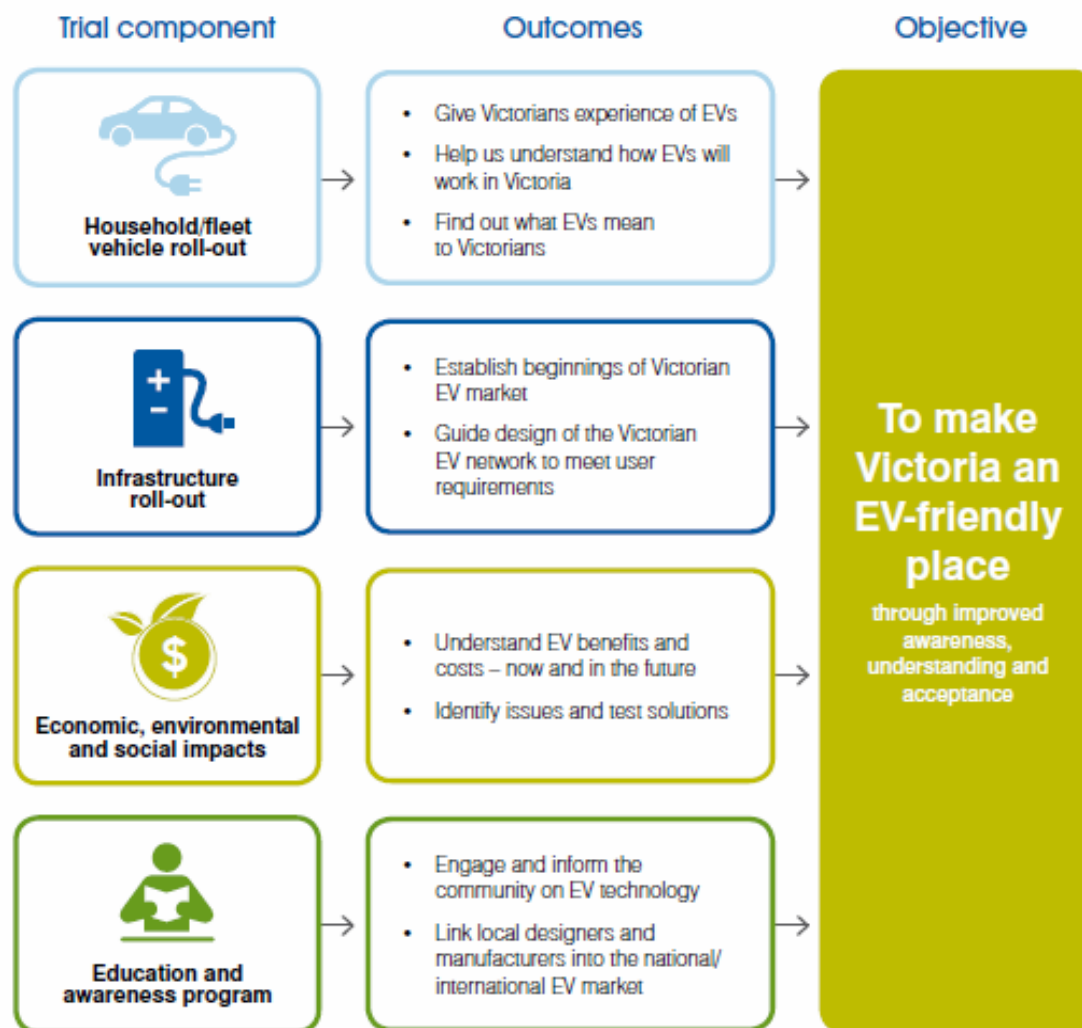 Trial component
Outcomes
Objective
Household/fleet
vehicle roll-out
• Give Victorians experience of EVs
• Help us understand how EVs will
work in Victoria
• Find out what EVs mean
to Victorians
+
−
Infrastructure
roll-out
• Establish beginnings of Victorian
EV market
• Guide design of the Victorian
EV network to meet user
requirements
$
Economic, environmental
and social impacts
• Understand EV benefits and
costs – now and in the future
• Identify issues and test solutions
Education and
awareness program
• Engage and inform the
community on EV technology
• Link local designers and
manufacturers into the national/
international EV market
To make
Victoria an
EV-friendly
place
through improved
awareness,
understanding and
acceptance